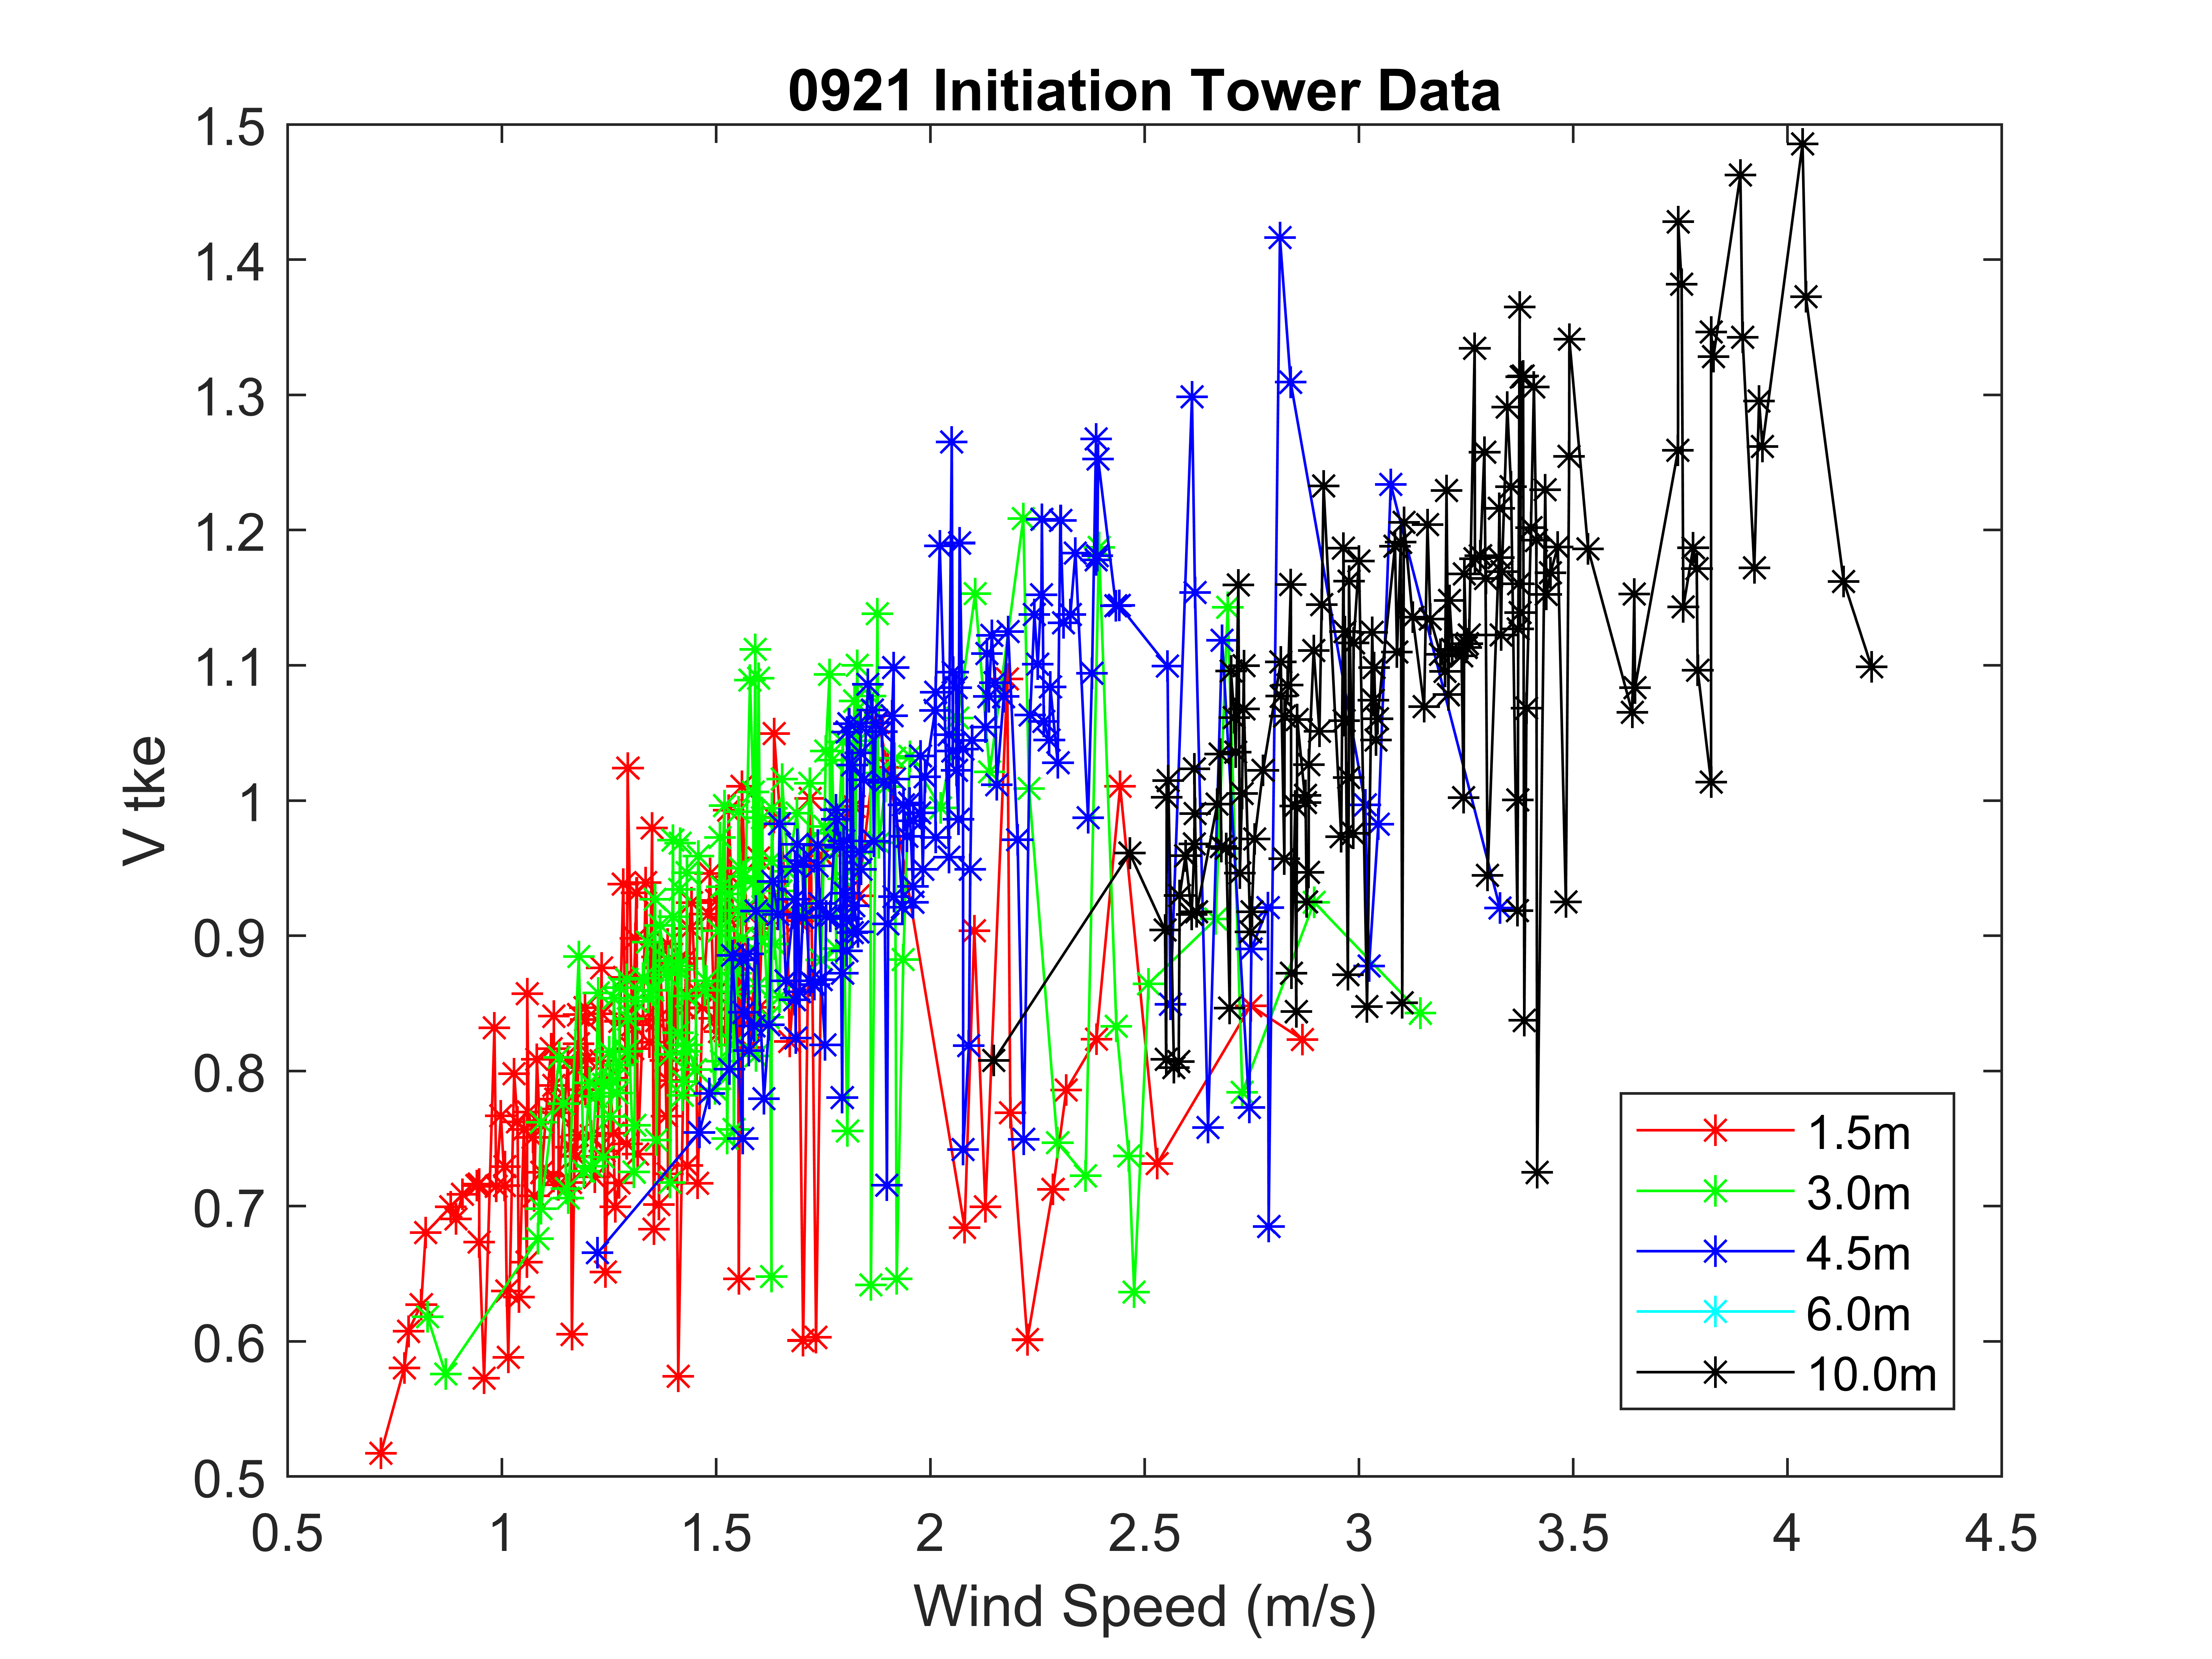 0921 Initiation Tower Data
1.5
1.4
1.3
1.2
1.1
1
0.9
0.8
0.7
0.6
0.5
V tke
1.5m
3.0m
4.5m
6.0m
10.0m
0.5 1 1.5 2 2.5 3 3.5 4 4.5
Wind Speed (m/s)